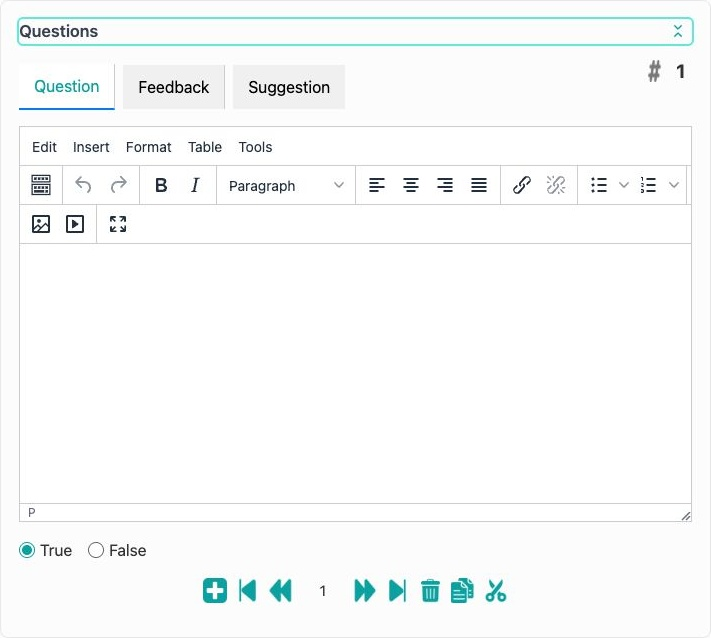 Questions
# 1
Question Feedback Suggestion
Edit Insert Format Table Tools
B I Paragraph
P
True False
1